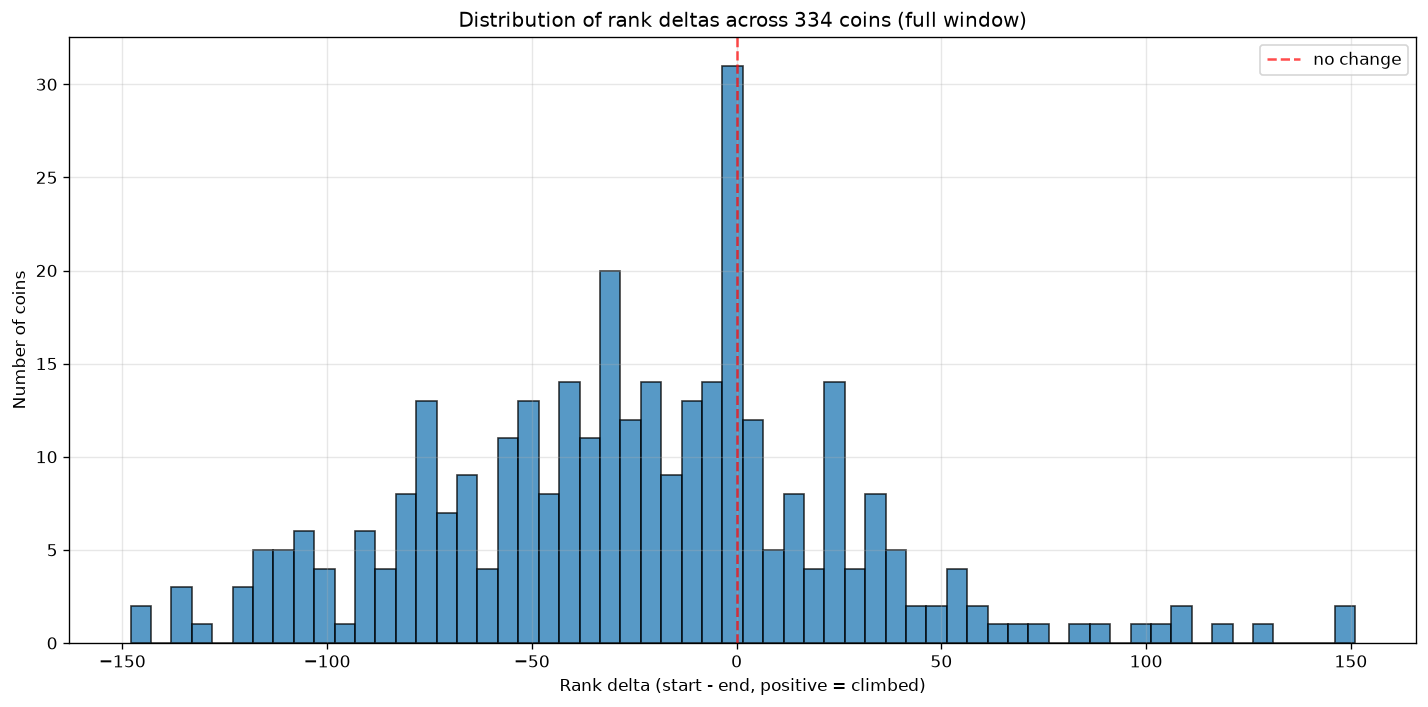 Distribution of rank deltas across 334 coins (full window)
no change
30
25
20
15
10
5
0
Number of coins
−150 −100 −50 0 50 100 150
Rank delta (start - end, positive = climbed)